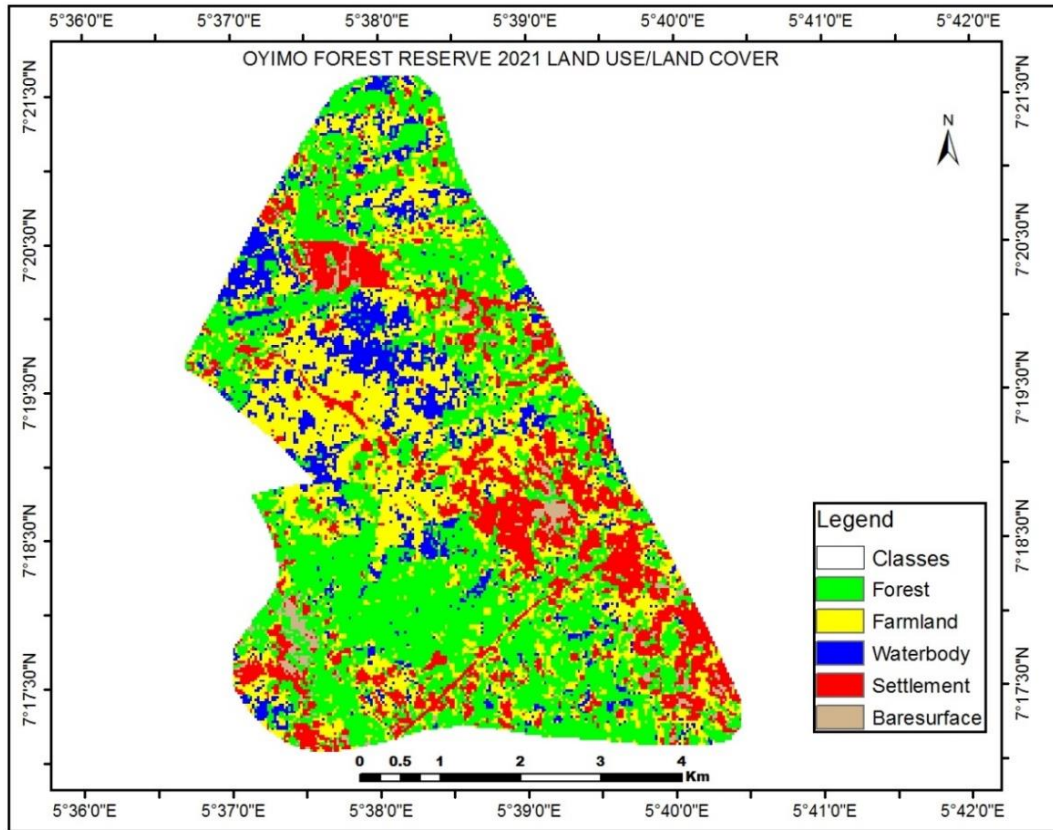 5°36'0"E 5°37'0"E 5°38'0"E 5°39'0"E 5°40'0"E 5°41'0"E 5°42'0"E
OYIMO FOREST RESERVE 2021 LAND USE/LAND COVER
7°21'30"N
7°20'30"N
7°19'30"N
7°18'30"N
7°17'30"N
7°21'30"N
7°20'30"N
7°19'30"N
7°18'30"N
7°17'30"N
N
Legend
Classes
Forest
Farmland
Waterbody
Settlement
Baresurface
0 0.5 1 2 3 4
Km
5°36'0"E 5°37'0"E 5°38'0"E 5°39'0"E 5°40'0"E 5°41'0"E 5°42'0"E